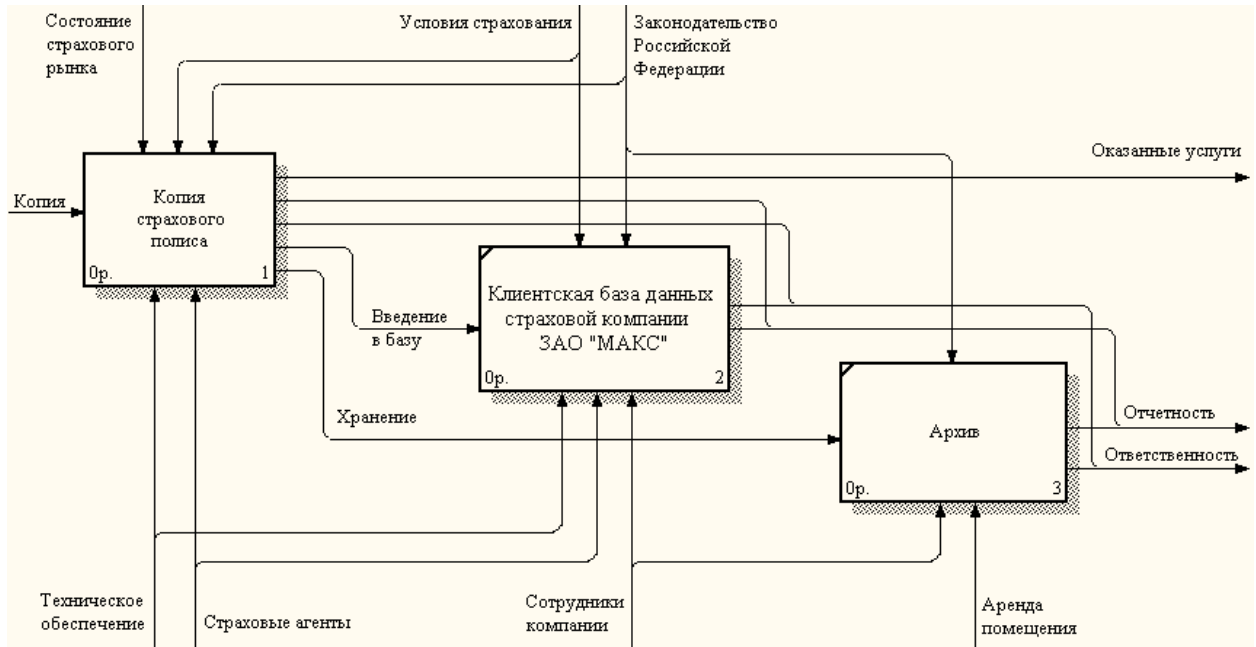 Состояние
страхового
рынка
Условия страхования
Законодательство
Российской
Федерации
Оказанные услуги
Копия
Копия
страхового
полиса
0р. 1
Клиентская база данных
страховой компании
ЗАО "МАКС"
0р. 2
Введение
в базу
Хранение
Архив
0р. 3
Отчетность
Ответственность
Техническое
обеспечение
Страховые агенты
Сотрудники
компании
Аренда
помещения